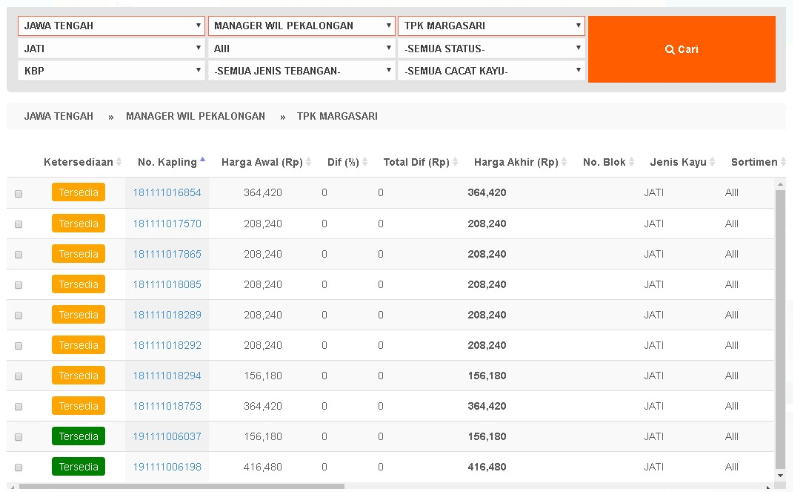 JAWA TENGAH MANAGER WIL PEKALONGAN TPK MARGASARI
JATI AIII -SEMUA STATUS- Cari
KBP -SEMUA JENIS TEBANGAN- -SEMUA CACAT KAYU-
JAWA TENGAH » MANAGER WIL PEKALONGAN » TPK MARGASARI
Ketersediaan No. Kapling Harga Awal (Rp) Dif (%) Total Dif (Rp) Harga Akhir (Rp) No. Blok Jenis Kayu Sortimen
Tersedia 181111016854 364,420 0 0 364,420 JATI AIII
Tersedia 181111017570 208,240 0 0 208,240 JATI AIII
Tersedia 181111017865 208,240 0 0 208,240 JATI AIII
Tersedia 181111018085 208,240 0 0 208,240 JATI AIII
Tersedia 181111018289 208,240 0 0 208,240 JATI AIII
Tersedia 181111018292 208,240 0 0 208,240 JATI AIII
Tersedia 181111018294 156,180 0 0 156,180 JATI AIII
Tersedia 181111018753 364,420 0 0 364,420 JATI AIII
Tersedia 191111006037 156,180 0 0 156,180 JATI AIII
Tersedia 191111006198 416,480 0 0 416,480 JATI AIII